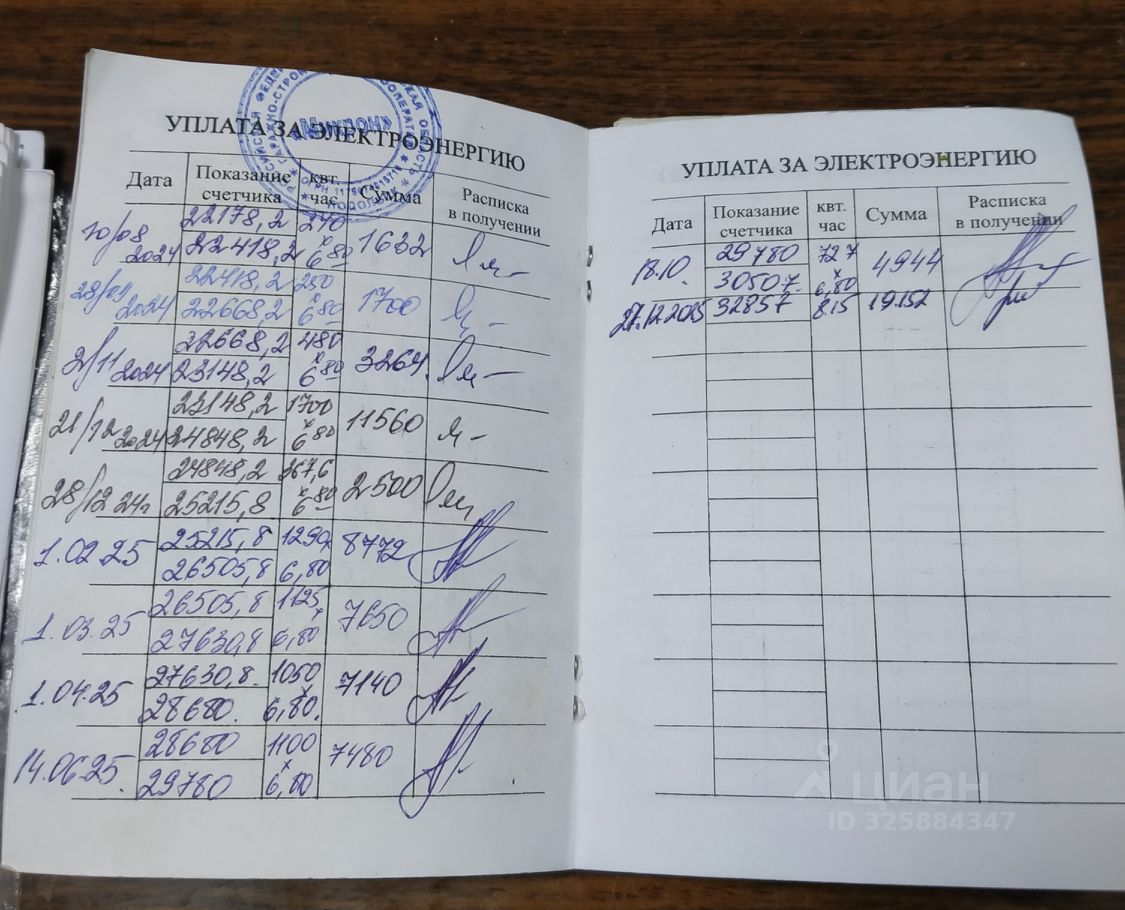 УПЛАТА ЗА ЭЛЕКТРОЭНЕРГИЮ
«Микрон»
Дата Показание счетчика квт. час Сумма Расписка в получении
10/08 2024 22178,2 240 1632
22418,2 х 6 80
28/09 2024 22418,2 250 1700
22668,2 х 6 80
2/11 2024 22668,2 480 3264
23148,2 х 6 80
21/12 2024 23148,2 1700 11560
24848,2 х 6 80
28/12 24г 24848,2 367,6 2500
25215,8 х 6 80
1.02.25 25215,8 1290 х 8772
26505,8 6,80
1.03.25 26505,8 1125 х 7650
27630,8 6,80
1.04.25 27630,8 1050 х 7140
28680 6,80
14.06.25 28680 1100 х 7480
29780 6,80
УПЛАТА ЗА ЭЛЕКТРОЭНЕРГИЮ
Дата Показание счетчика квт. час Сумма Расписка в получении
18.10. 29780 727 4944
30507 х 6,80
27.12.2025 32857 8.15 19152
циан
ID 325884347